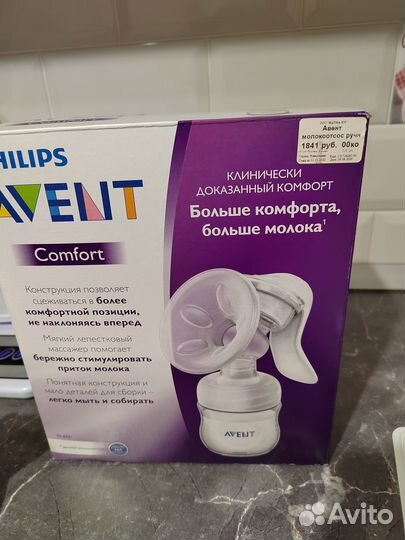 PHILIPS
AVENT
Comfort
Конструкция позволяет
сцеживаться в более
комфортной позиции,
не наклоняясь вперед
Мягкий лепестковый
массажер помогает
бережно стимулировать
приток молока
Понятная конструкция и
мало деталей для сборки –
легко мыть и собирать
Авент
молокоотсос ручн
1841 руб. 00ко
КЛИНИЧЕСКИ
ДОКАЗАННЫЙ КОМФОРТ
Больше комфорта,
больше молока¹
AVENT
Avito